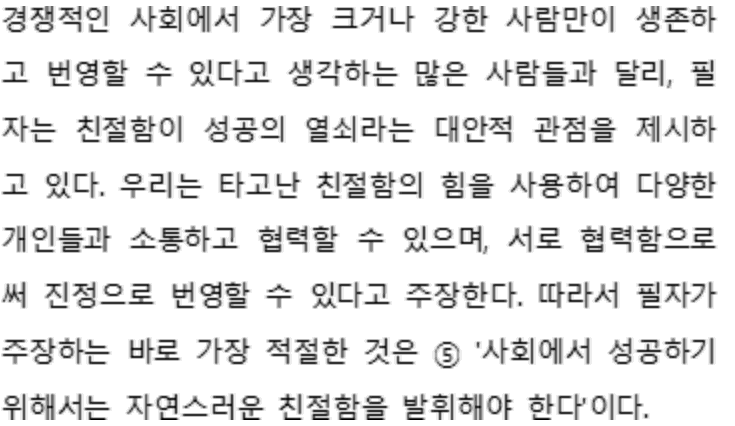 경쟁적인 사회에서 가장 크거나 강한 사람만이 생존하
고 번영할 수 있다고 생각하는 많은 사람들과 달리, 필
자는 친절함이 성공의 열쇠라는 대안적 관점을 제시하
고 있다. 우리는 타고난 친절함의 힘을 사용하여 다양한
개인들과 소통하고 협력할 수 있으며, 서로 협력함으로
써 진정으로 번영할 수 있다고 주장한다. 따라서 필자가
주장하는 바로 가장 적절한 것은 ⑤ '사회에서 성공하기
위해서는 자연스러운 친절함을 발휘해야 한다'이다.